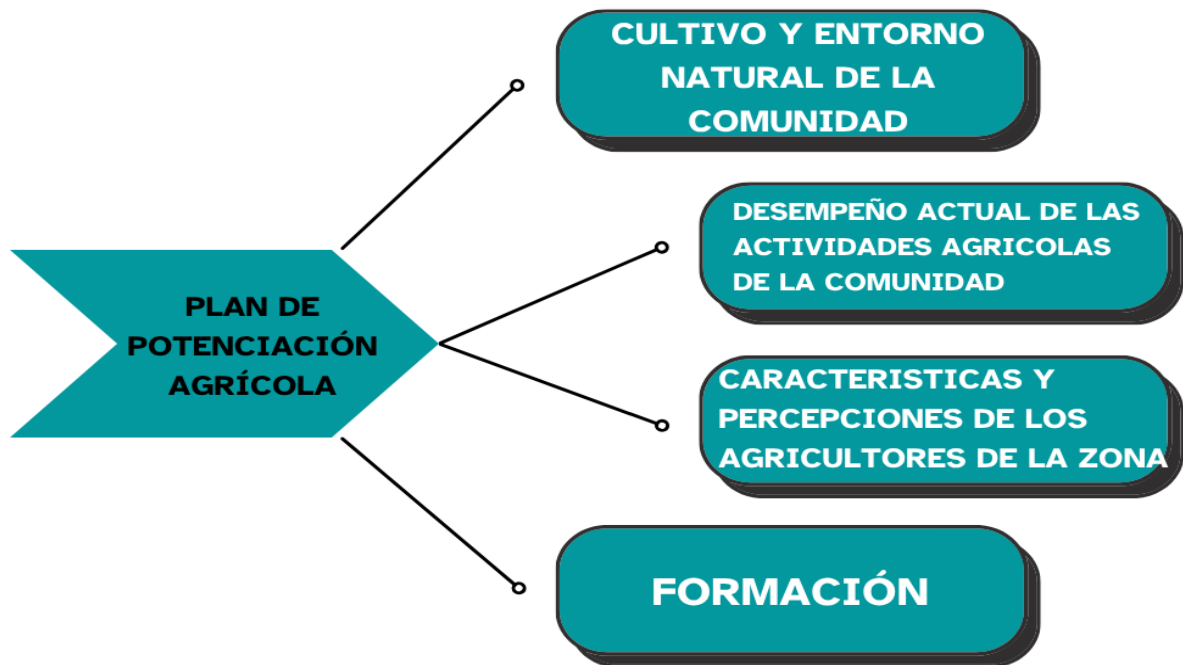 PLAN DE
POTENCIACIÓN
AGRÍCOLA
CULTIVO Y ENTORNO
NATURAL DE LA
COMUNIDAD
DESEMPEÑO ACTUAL DE LAS
ACTIVIDADES AGRICOLAS
DE LA COMUNIDAD
CARACTERISTICAS Y
PERCEPCIONES DE LOS
AGRICULTORES DE LA ZONA
FORMACIÓN